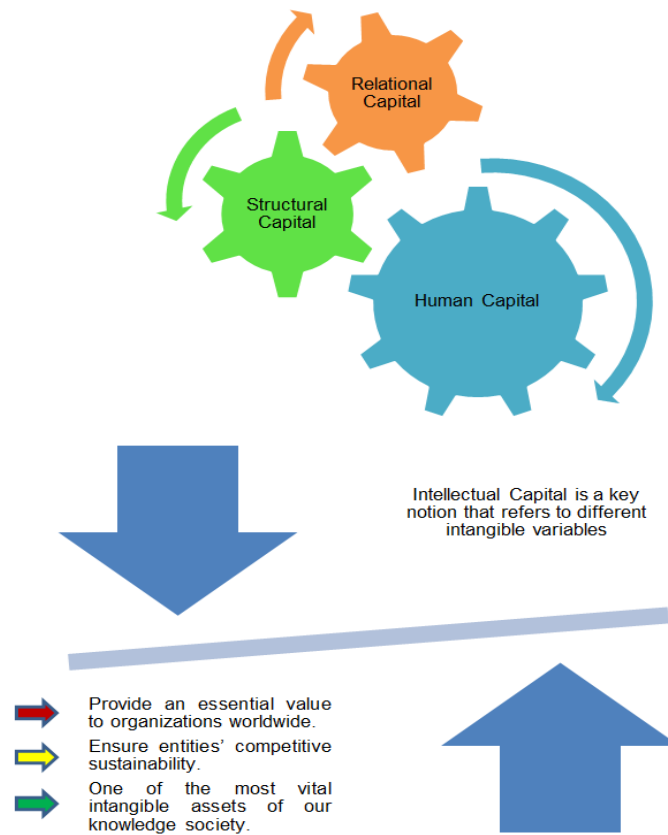 Relational
Capital
Structural
Capital
Human Capital
Intellectual Capital is a key
notion that refers to different
intangible variables
Provide an essential value
to organizations worldwide.
Ensure entities’ competitive
sustainability.
One of the most vital
intangible assets of our
knowledge society.